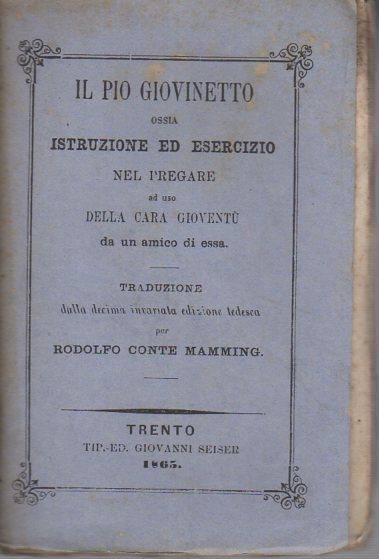 IL PIO GIOVINETTO
OSSIA
ISTRUZIONE ED ESERCIZIO
NEL PREGARE
ad uso
DELLA CARA GIOVENTÙ
da un amico di essa.
TRADUZIONE
dalla decima invariata edizione tedesca
per
RODOLFO CONTE MAMMING.
TRENTO
TIP.-ED. GIOVANNI SEISER
1865.